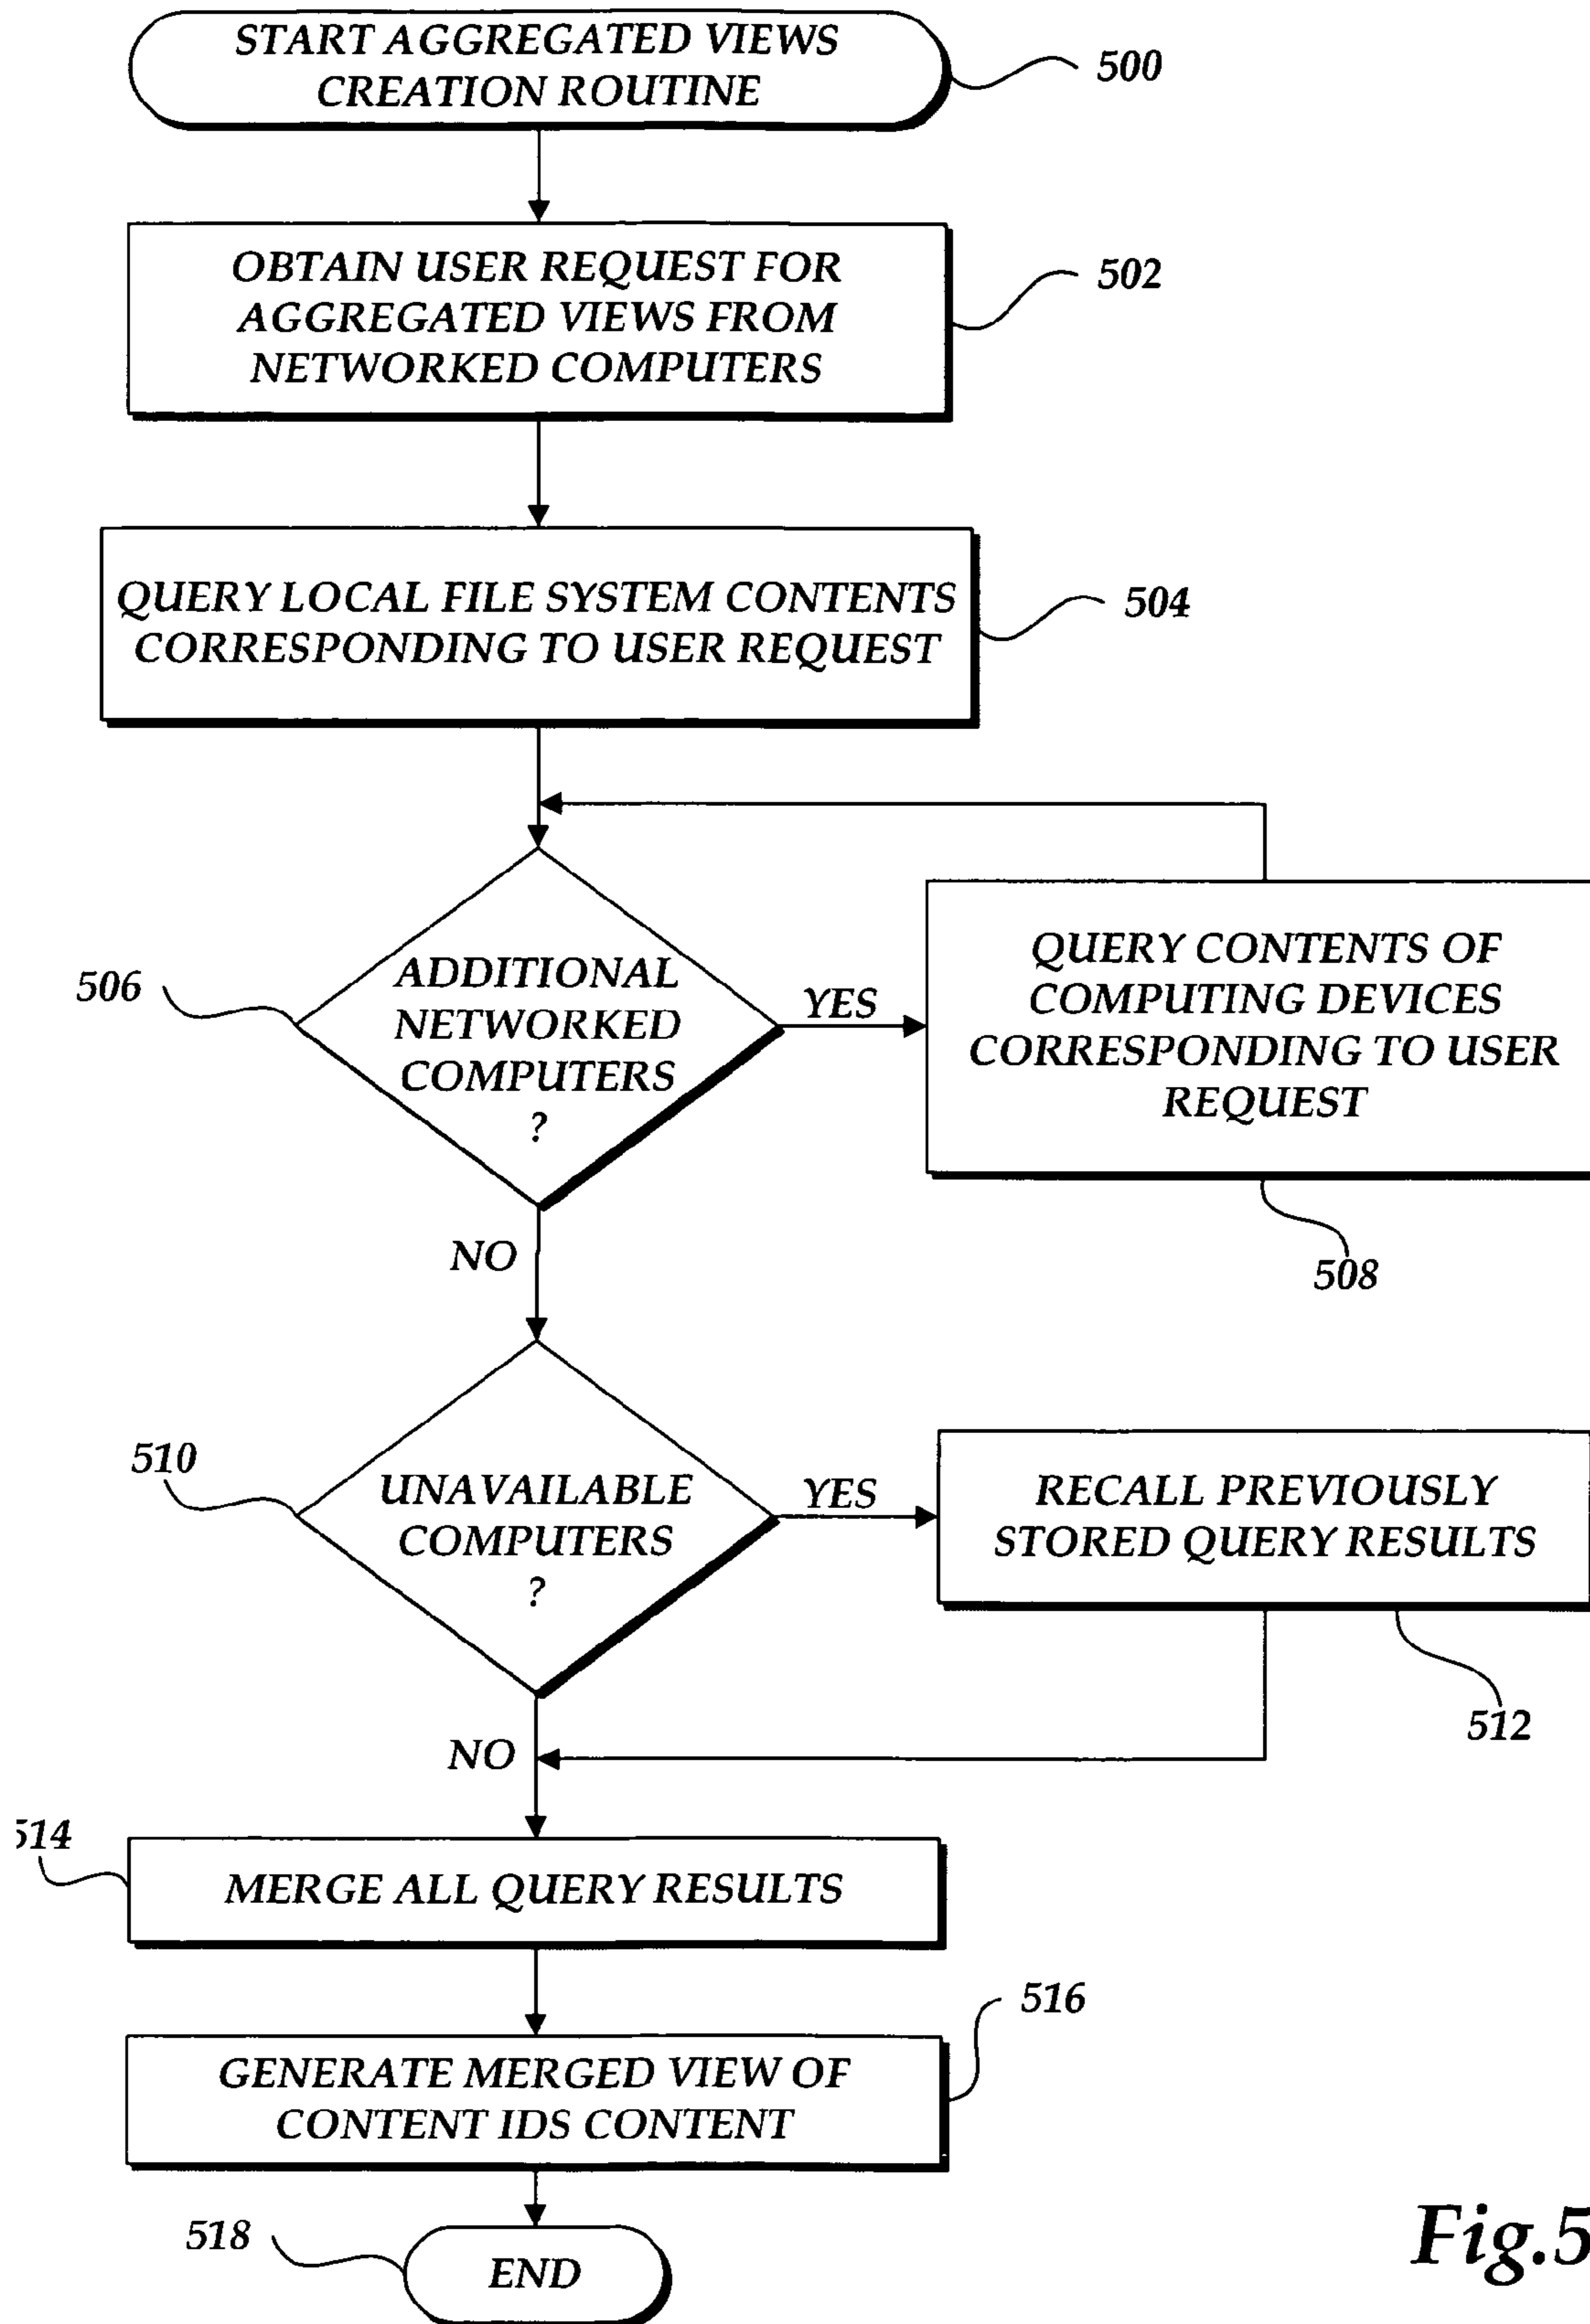 START AGGREGATED VIEWS
CREATION ROUTINE
500
OBTAIN USER REQUEST FOR
AGGREGATED VIEWS FROM
NETWORKED COMPUTERS
502
QUERY LOCAL FILE SYSTEM CONTENTS
CORRESPONDING TO USER REQUEST
504
506
ADDITIONAL
NETWORKED
COMPUTERS
?
YES
QUERY CONTENTS OF
COMPUTING DEVICES
CORRESPONDING TO USER
REQUEST
508
NO
510
UNAVAILABLE
COMPUTERS
?
YES
RECALL PREVIOUSLY
STORED QUERY RESULTS
512
NO
514
MERGE ALL QUERY RESULTS
516
GENERATE MERGED VIEW OF
CONTENT IDS CONTENT
518
END
Fig.5